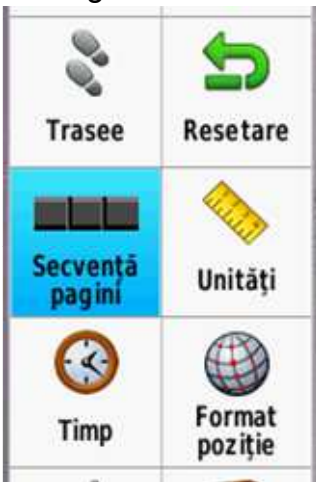 Trasee
Resetare
Secvență
pagini
Unități
Timp
Format
poziție